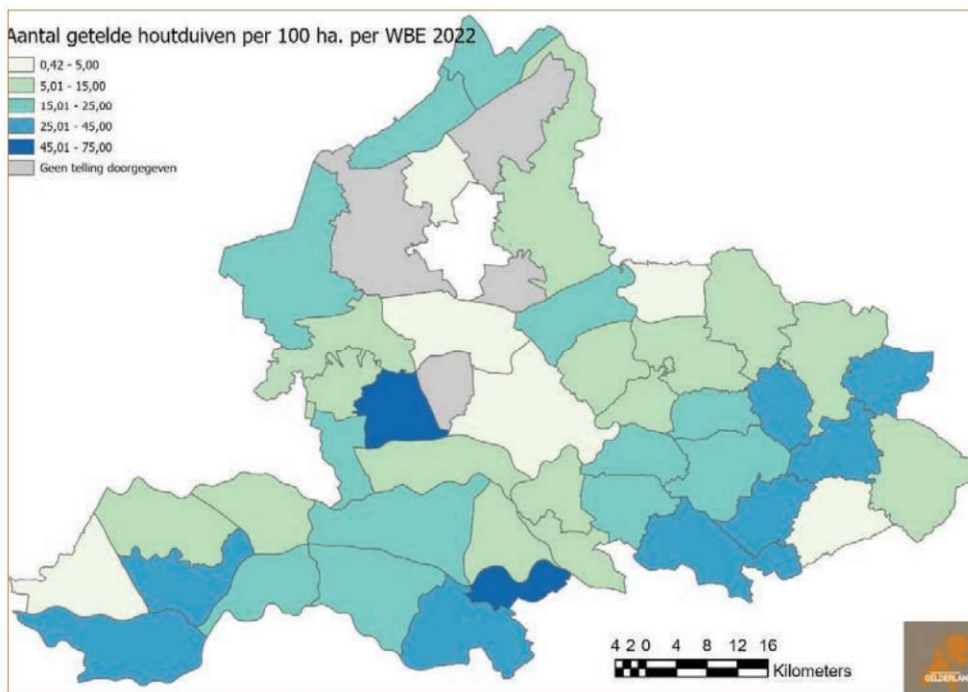 Aantal getelde houtduiven per 100 ha. per WBE 2022
0,42 - 5,00
5,01 - 15,00
15,01 - 25,00
25,01 - 45,00
45,01 - 75,00
Geen telling doorgegeven
4 2 0 4 8 12 16
Kilometers
GELDERLAND